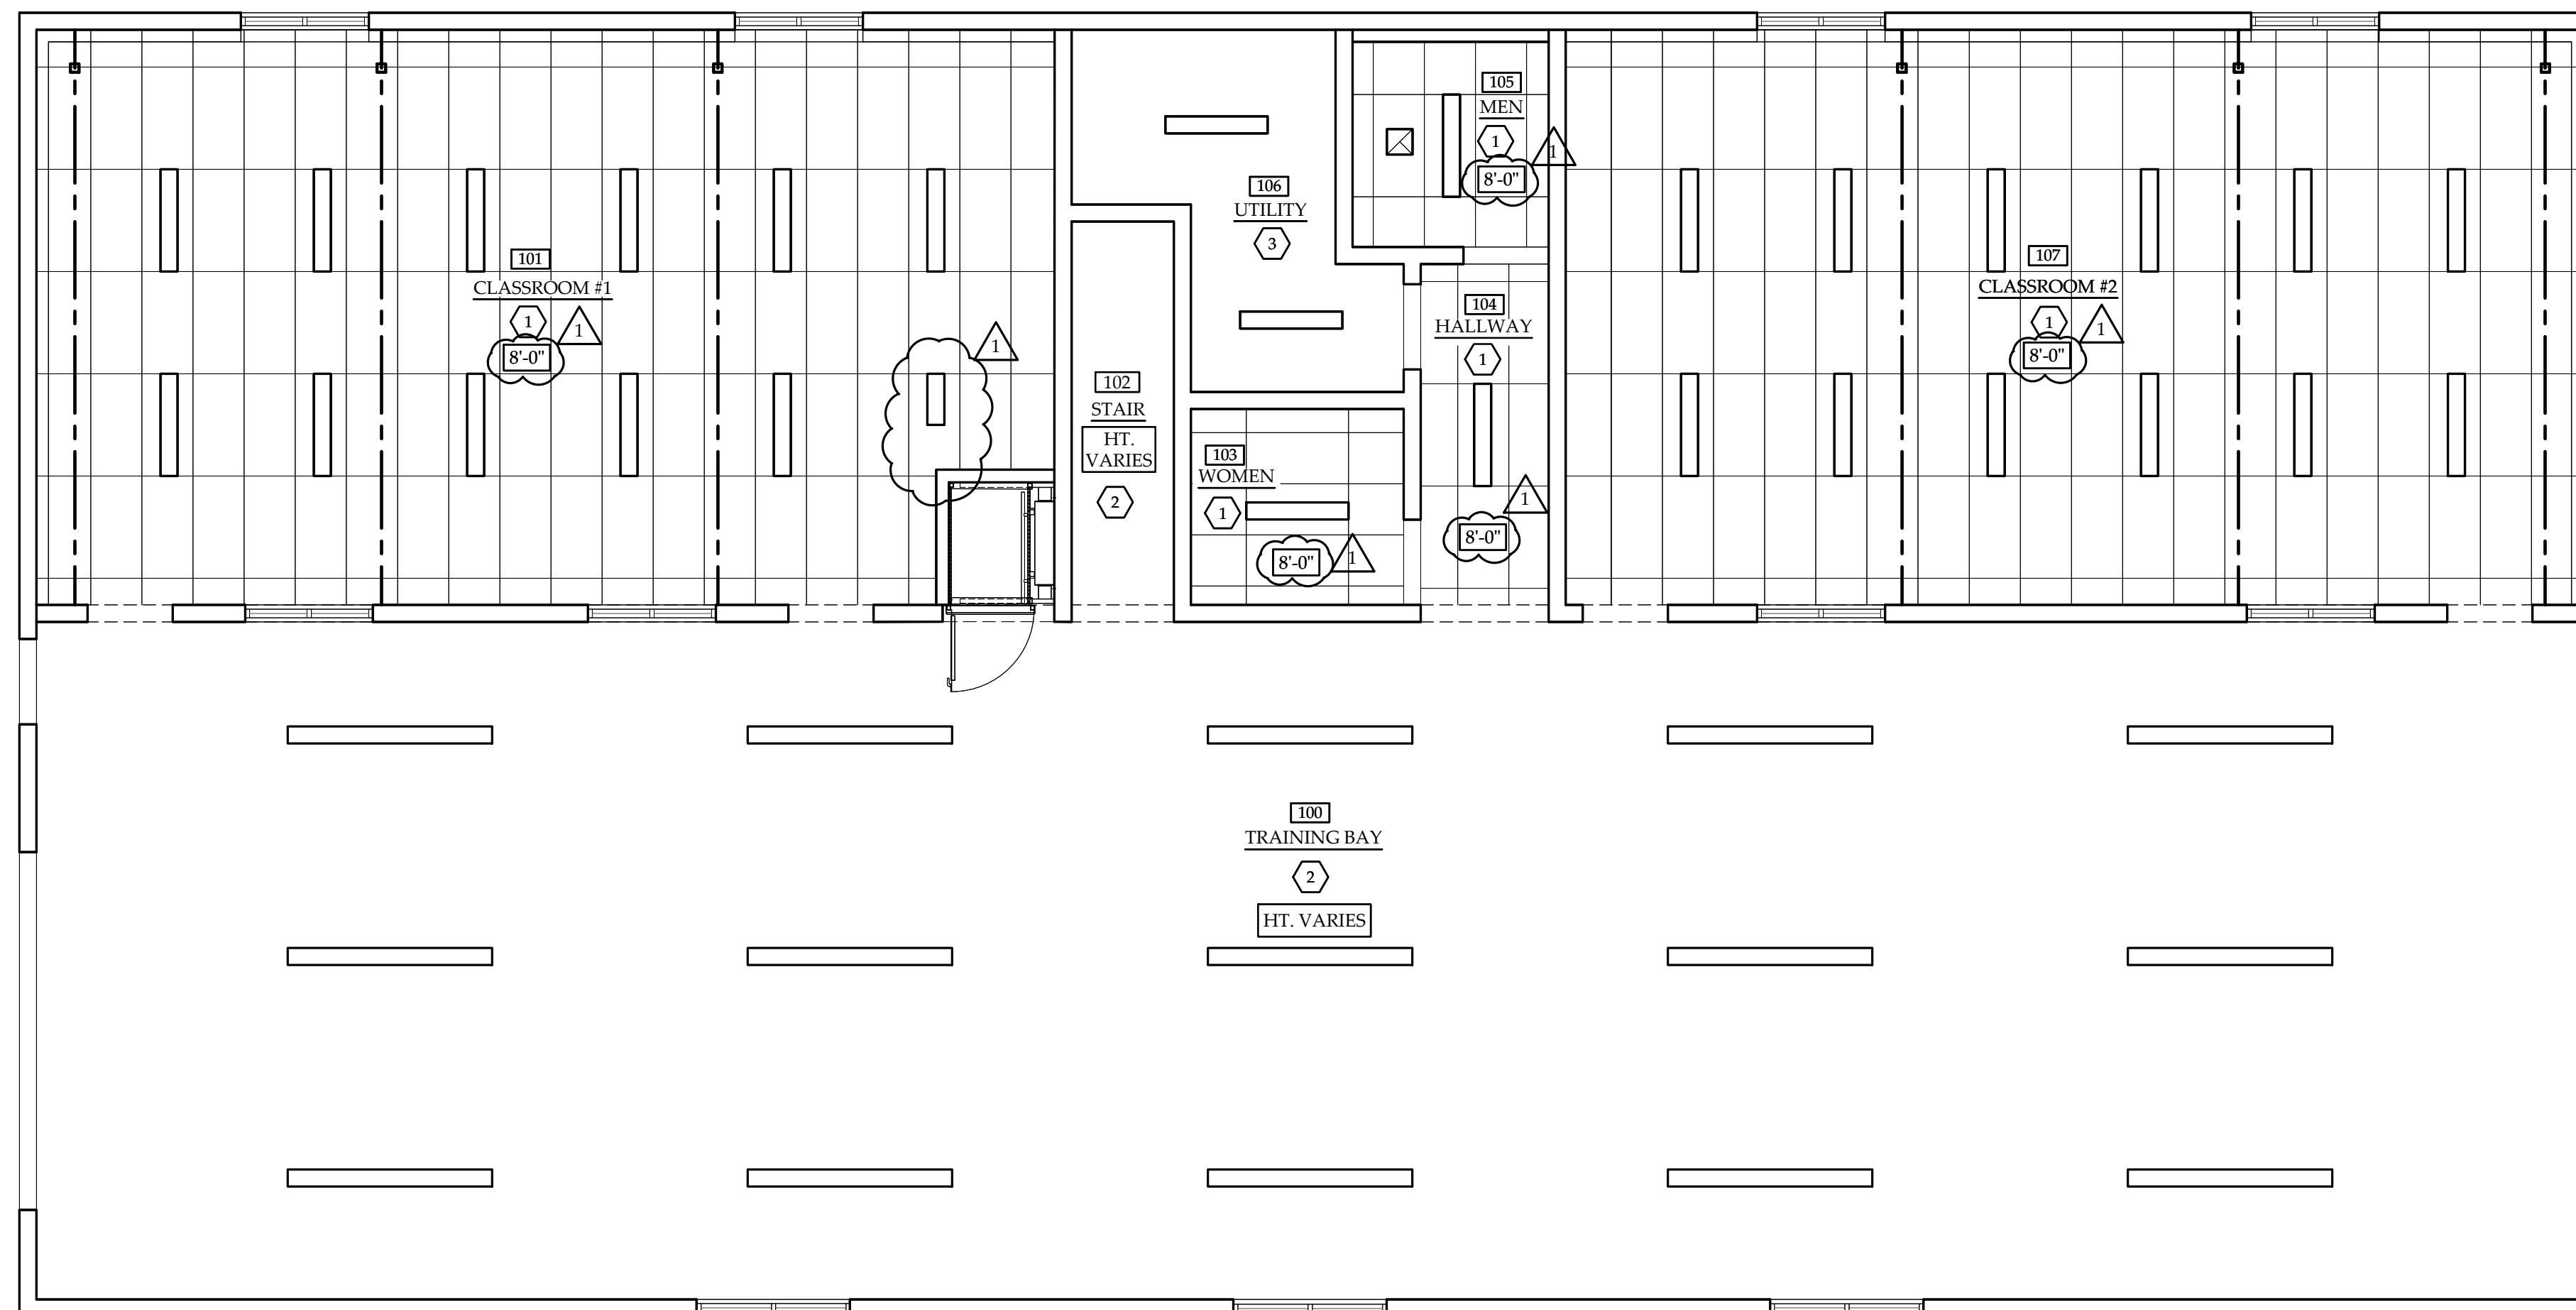 101
CLASSROOM #1
1
1
8'-0"
1
102
STAIR
HT.
VARIES
2
106
UTILITY
3
105
MEN
1
1
8'-0"
104
HALLWAY
1
1
8'-0"
103
WOMEN
1
8'-0"
1
107
CLASSROOM #2
1
1
8'-0"
100
TRAINING BAY
2
HT. VARIES